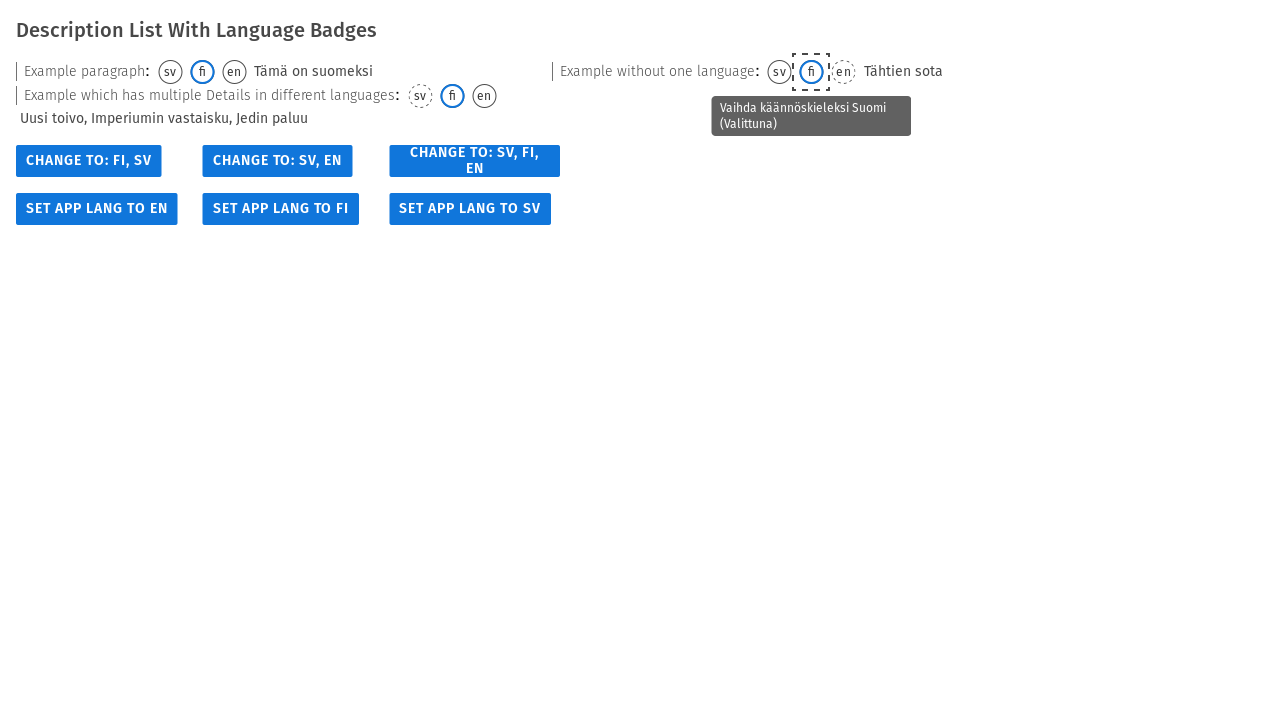 Description List With Language Badges
Example paragraph: sv fi en Tämä on suomeksi
Example without one language: sv fi en Tähtien sota
Example which has multiple Details in different languages: sv fi en
Uusi toivo, Imperiumin vastaisku, Jedin paluu
Vaihda käännöskieleksi Suomi
(Valittuna)
CHANGE TO: FI, SV
CHANGE TO: SV, EN
CHANGE TO: SV, FI,
EN
SET APP LANG TO EN
SET APP LANG TO FI
SET APP LANG TO SV